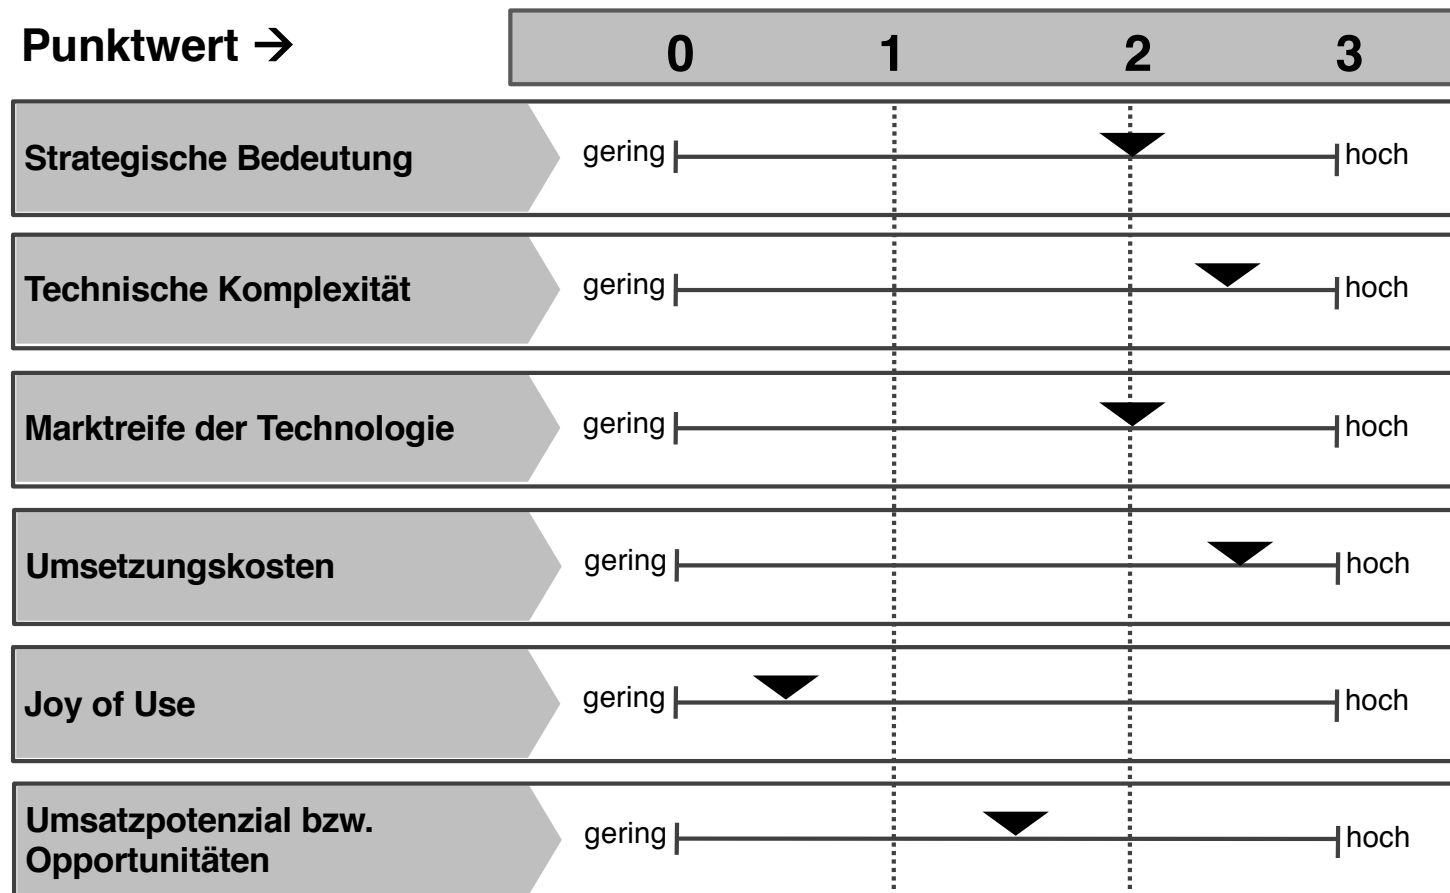 Punktwert → 0 1 2 3
Strategische Bedeutung gering hoch
Technische Komplexität gering hoch
Marktreife der Technologie gering hoch
Umsetzungskosten gering hoch
Joy of Use gering hoch
Umsatzpotenzial bzw.
Opportunitäten gering hoch